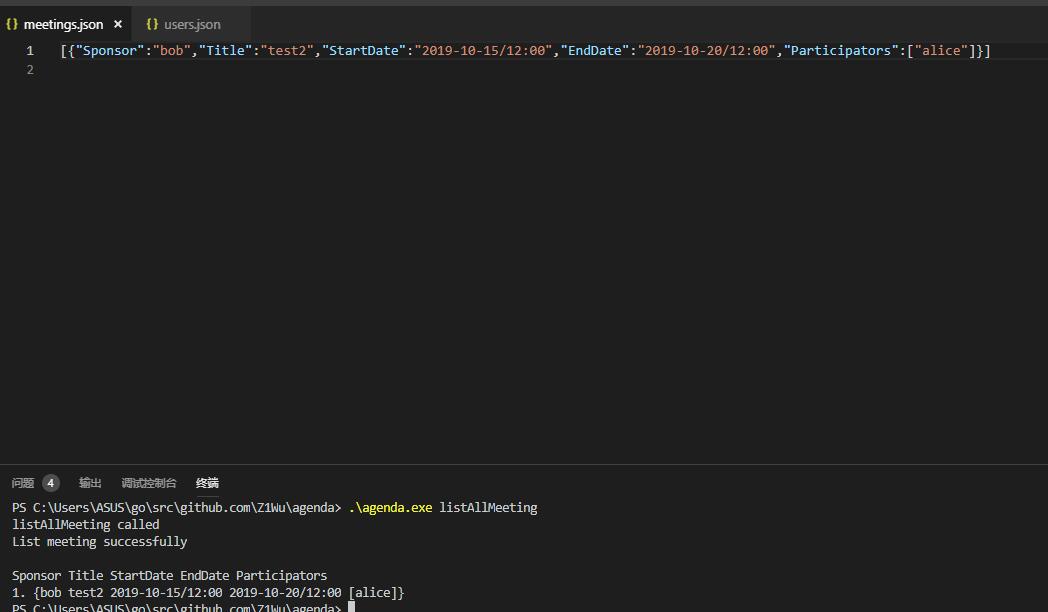 {} meetings.json × {} users.json
1 [{"Sponsor":"bob","Title":"test2","StartDate":"2019-10-15/12:00","EndDate":"2019-10-20/12:00","Participators":["alice"]}]
2
问题 4 输出 调试控制台 终端
PS C:\Users\ASUS\go\src\github.com\Z1Wu\agenda> .\agenda.exe listAllMeeting
listAllMeeting called
List meeting successfully
Sponsor Title StartDate EndDate Participators
1. {bob test2 2019-10-15/12:00 2019-10-20/12:00 [alice]}
PS C:\Users\ASUS\go\src\github.com\Z1Wu\agenda>